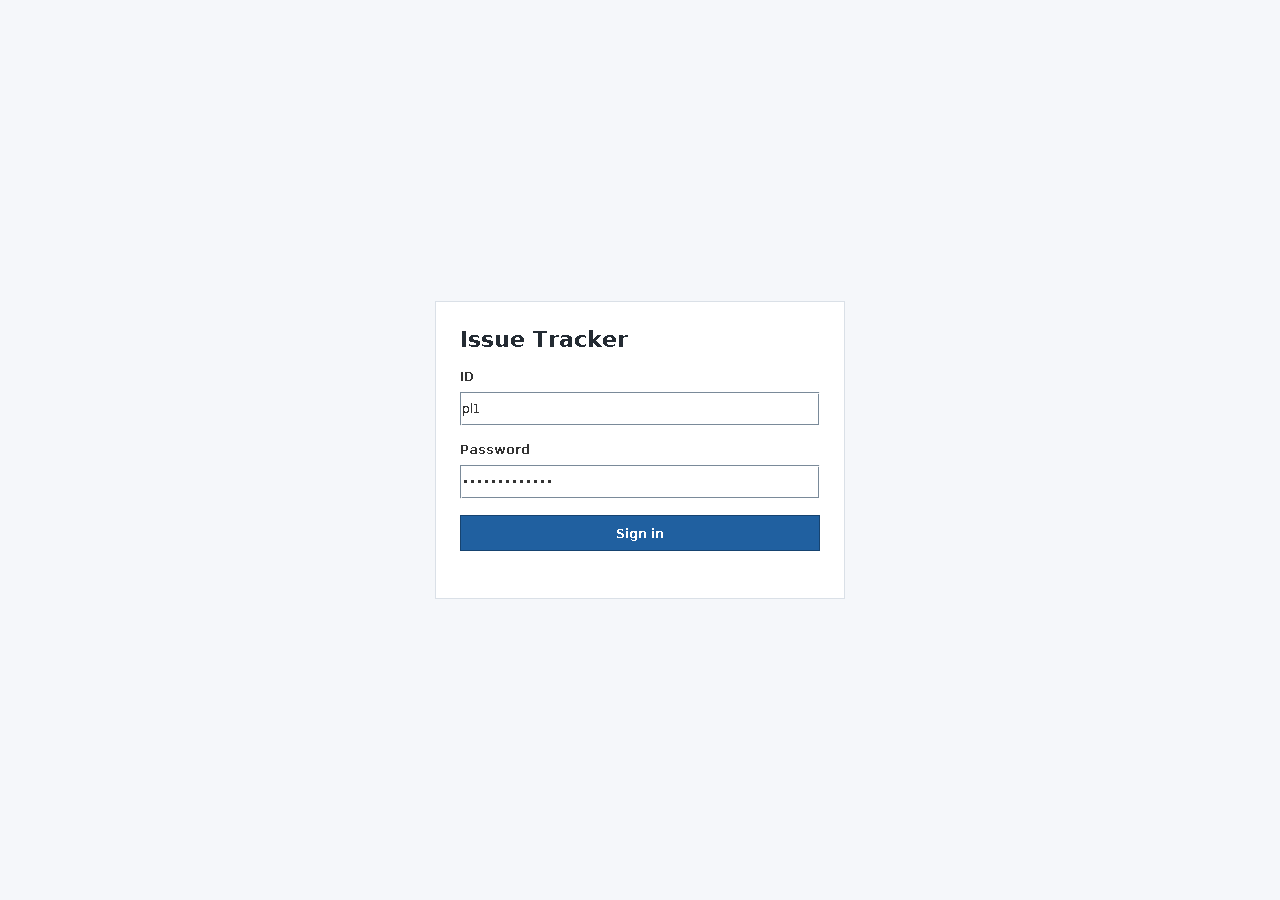 Issue Tracker
ID
pl1
Password
•••••••••••••
Sign in